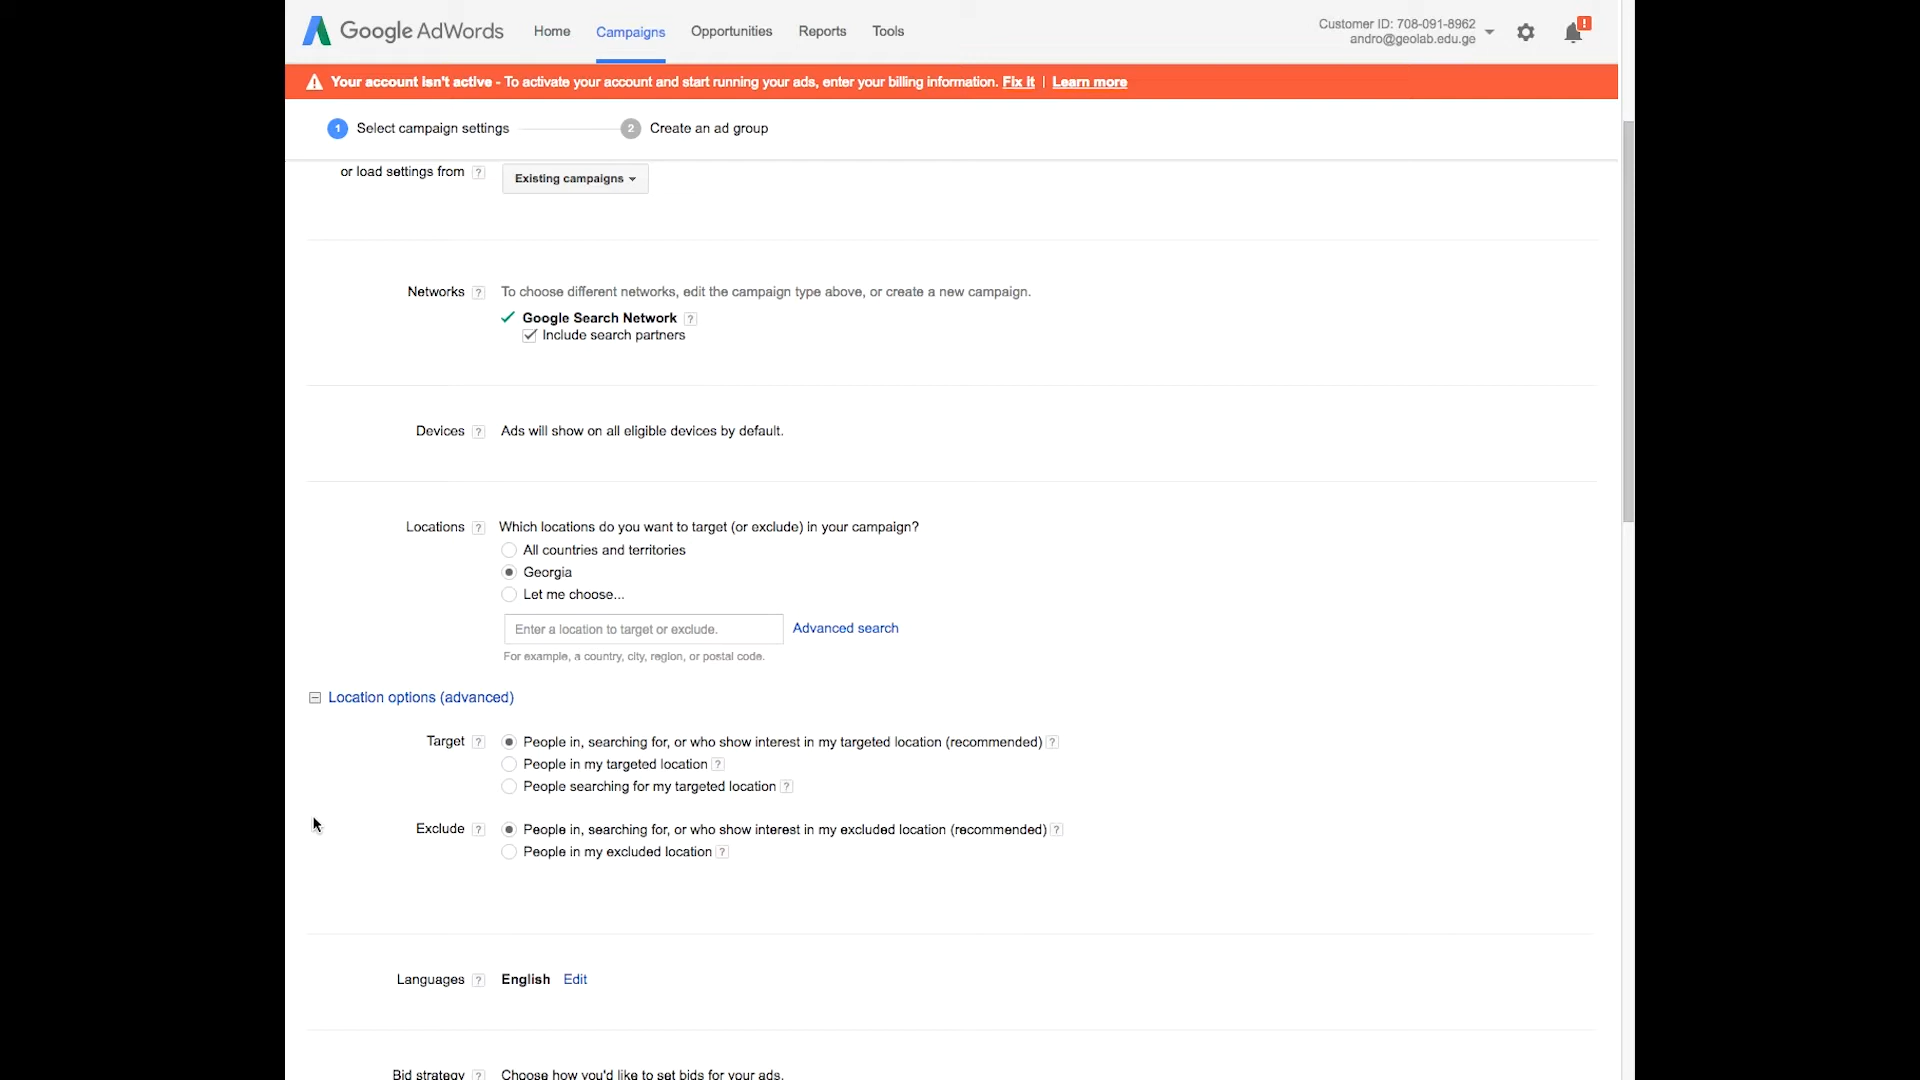 Google AdWords Home Campaigns Opportunities Reports Tools
Customer ID: 708-091-8962
andro@geolab.edu.ge
!
Your account isn't active - To activate your account and start running your ads, enter your billing information. Fix it | Learn more
1 Select campaign settings 2 Create an ad group
or load settings from ? Existing campaigns
Networks ? To choose different networks, edit the campaign type above, or create a new campaign.
Google Search Network ?
Include search partners
Devices ? Ads will show on all eligible devices by default.
Locations ? Which locations do you want to target (or exclude) in your campaign?
All countries and territories
Georgia
Let me choose...
Enter a location to target or exclude. Advanced search
For example, a country, city, region, or postal code.
Location options (advanced)
Target ? People in, searching for, or who show interest in my targeted location (recommended) ?
People in my targeted location ?
People searching for my targeted location ?
Exclude ? People in, searching for, or who show interest in my excluded location (recommended) ?
People in my excluded location ?
Languages ? English Edit
Bid strategy ? Choose how you'd like to set bids for your ads.